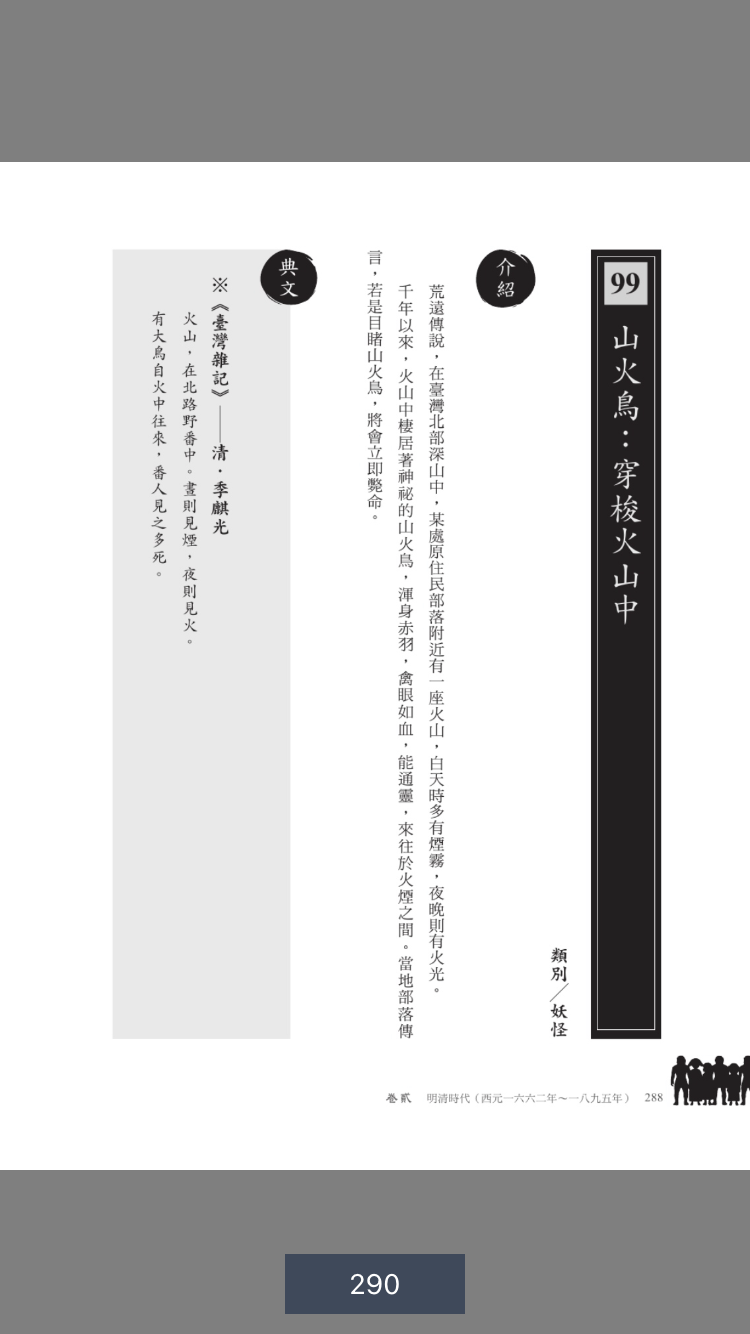 99
山火鳥：穿梭火山中
類別／妖怪
介紹
荒遠傳說，在臺灣北部深山中，某處原住民部落附近有一座火山，白天時多有煙霧，夜晚則有火光。
千年以來，火山中棲居著神祕的山火鳥，渾身赤羽，禽眼如血，能通靈，來往於火煙之間。當地部落傳
言，若是目睹山火鳥，將會立即斃命。
典文
※《臺灣雜記》——清．季麒光
火山，在北路野番中。晝則見煙，夜則見火。
有大鳥自火中往來，番人見之多死。
卷貳 明清時代（西元一六六二年～一八九五年） 288
290